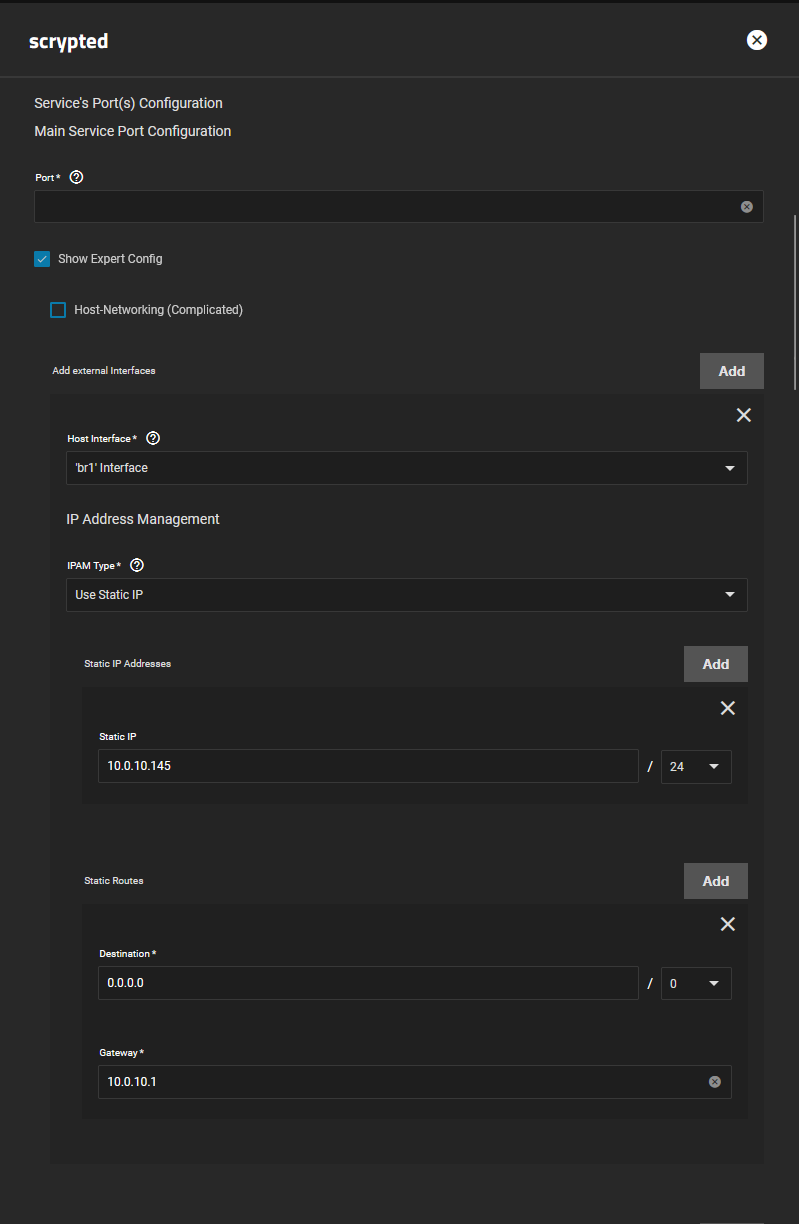 scrypted
Service's Port(s) Configuration
Main Service Port Configuration
Port *
Show Expert Config
Host-Networking (Complicated)
Add external Interfaces
Add
Host Interface *
'br1' Interface
IP Address Management
IPAM Type *
Use Static IP
Static IP Addresses
Add
Static IP
10.0.10.145 / 24
Static Routes
Add
Destination *
0.0.0.0 / 0
Gateway *
10.0.10.1